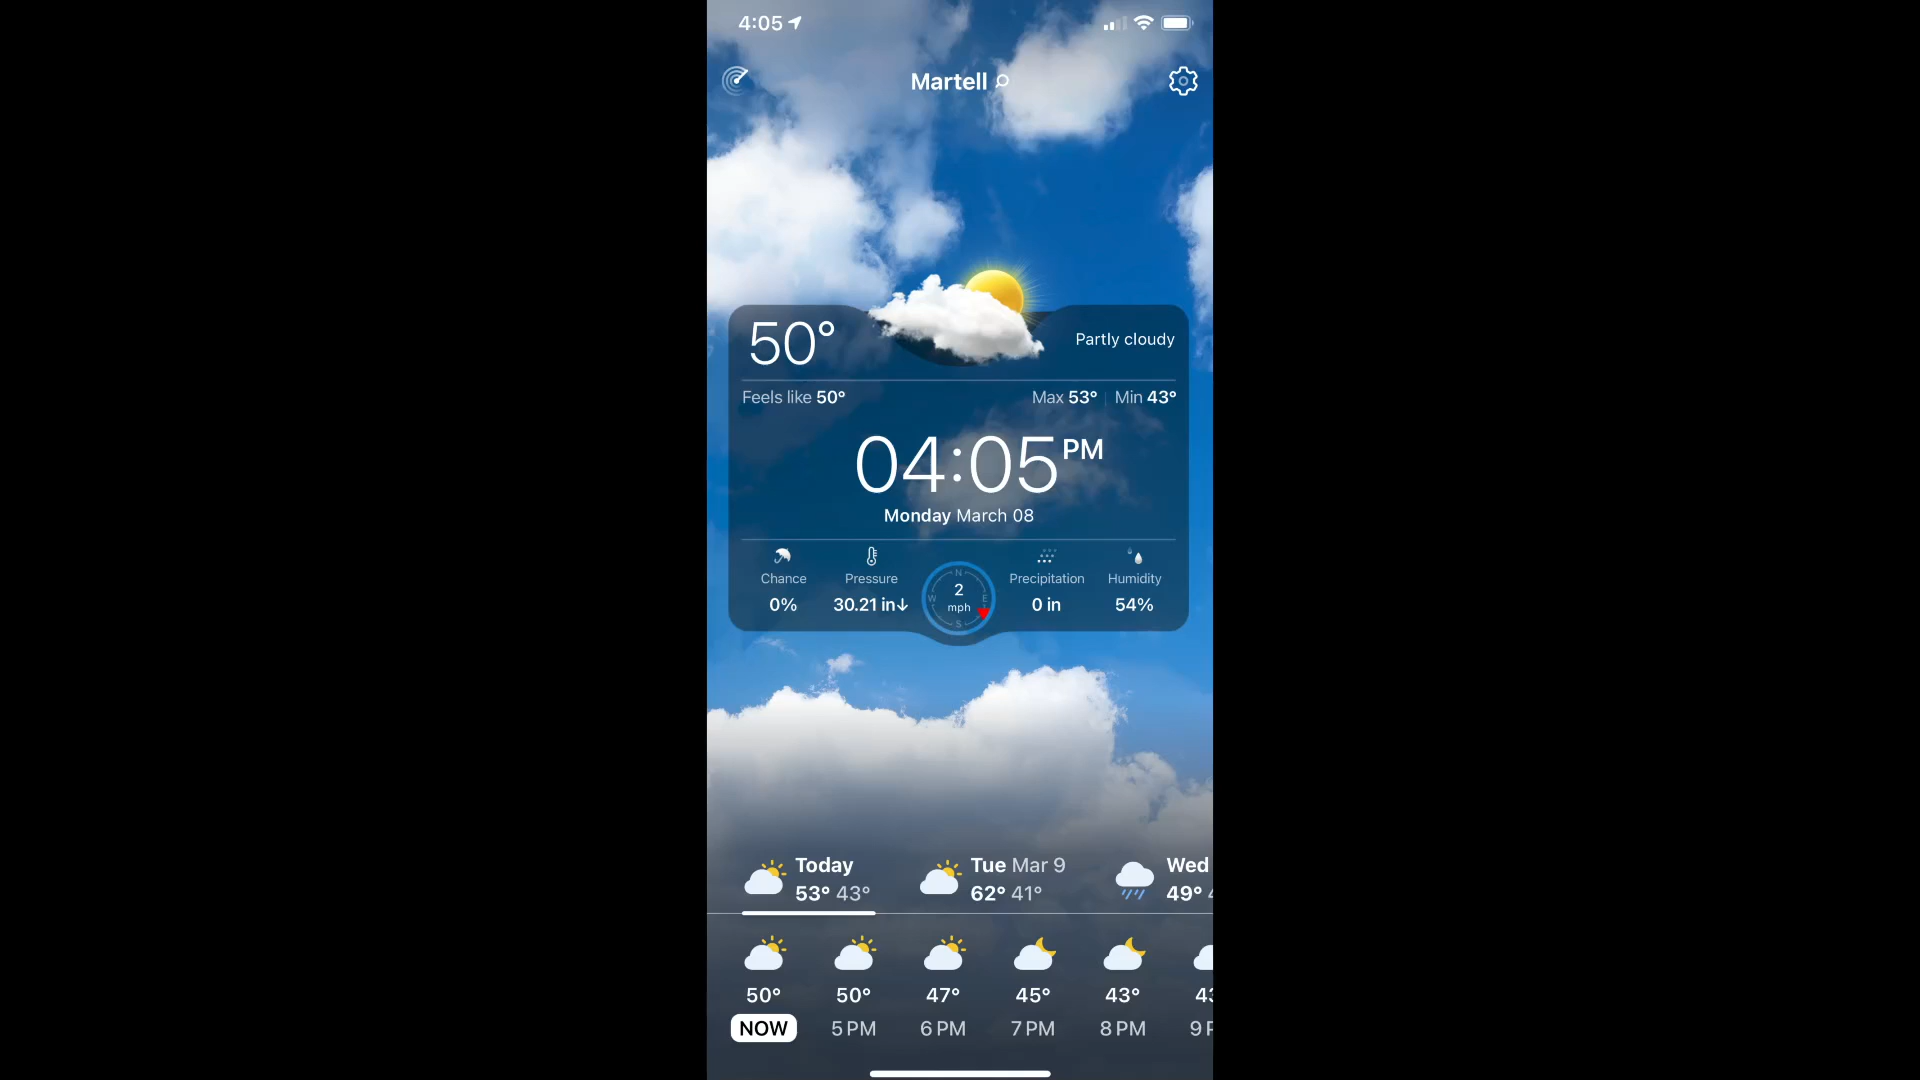 4:05
Martell
50°
Partly cloudy
Feels like 50°
Max 53° | Min 43°
04:05 PM
Monday March 08
Chance
0%
Pressure
30.21 in↓
N
W
E
S
2
mph
Precipitation
0 in
Humidity
54%
Today
53° 43°
Tue Mar 9
62° 41°
Wed
49°
50° 50° 47° 45° 43°
NOW 5 PM 6 PM 7 PM 8 PM